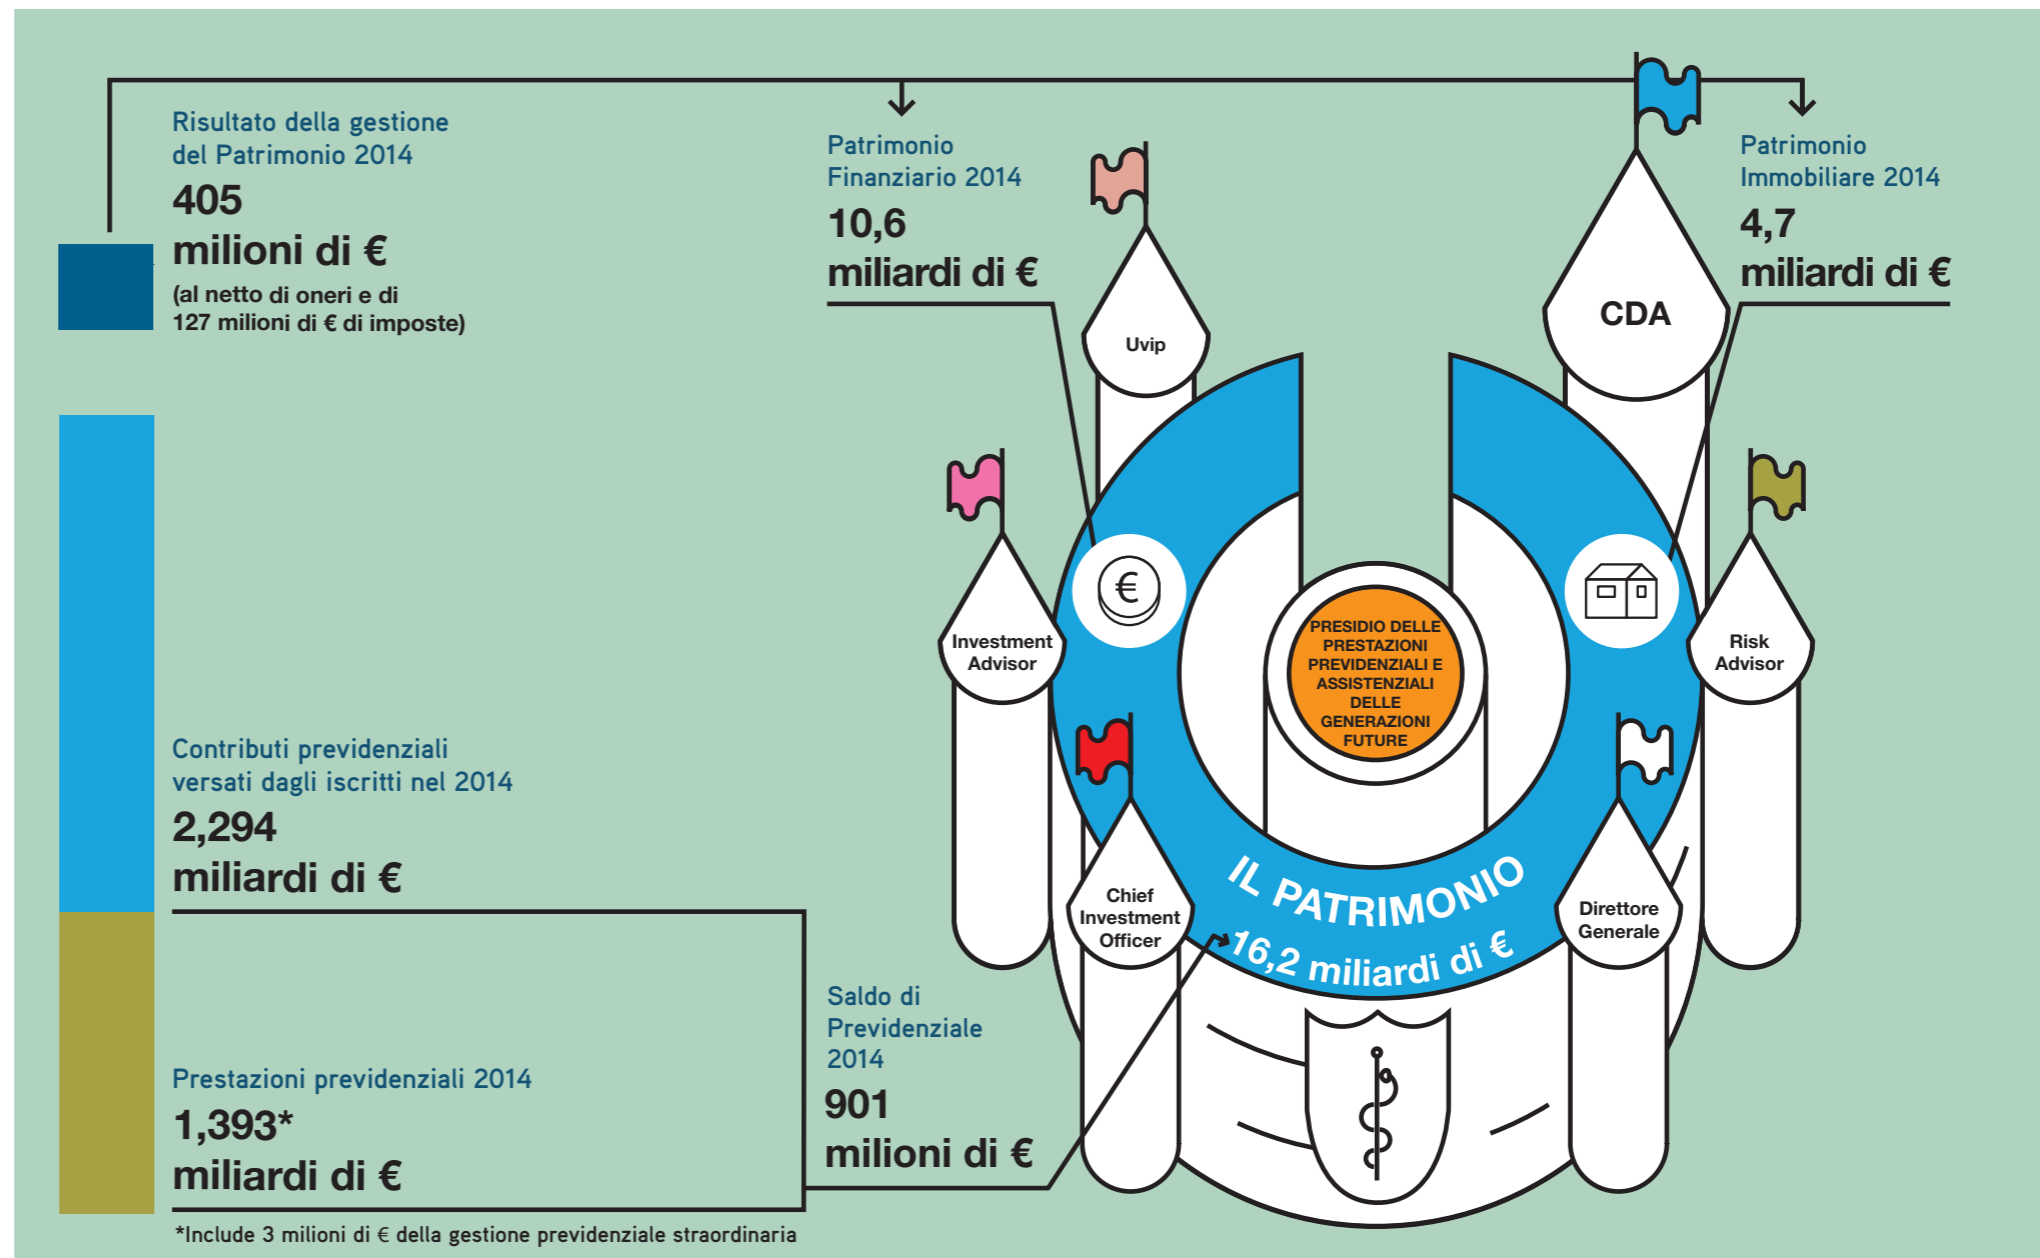 Risultato della gestione
del Patrimonio 2014
405
milioni di €
(al netto di oneri e di
127 milioni di € di imposte)
Patrimonio
Finanziario 2014
10,6
miliardi di €
Patrimonio
Immobiliare 2014
4,7
miliardi di €
CDA
Uvip
Investment
Advisor
€
PRESIDIO DELLE
PRESTAZIONI
PREVIDENZIALI E
ASSISTENZIALI
DELLE
GENERAZIONI
FUTURE
Risk
Advisor
Contributi previdenziali
versati dagli iscritti nel 2014
2,294
miliardi di €
Chief
Investment
Officer
IL PATRIMONIO
16,2 miliardi di €
Direttore
Generale
Saldo di
Previdenziale
2014
901
milioni di €
Prestazioni previdenziali 2014
1,393*
miliardi di €
*Include 3 milioni di € della gestione previdenziale straordinaria